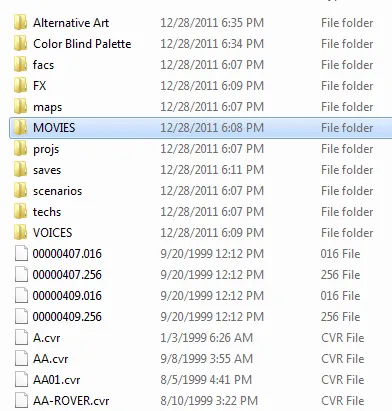 Alternative Art 12/28/2011 6:35 PM File folder
Color Blind Palette 12/28/2011 6:34 PM File folder
facs 12/28/2011 6:07 PM File folder
FX 12/28/2011 6:09 PM File folder
maps 12/28/2011 6:07 PM File folder
MOVIES 12/28/2011 6:08 PM File folder
projs 12/28/2011 6:07 PM File folder
saves 12/28/2011 6:11 PM File folder
scenarios 12/28/2011 6:07 PM File folder
techs 12/28/2011 6:07 PM File folder
VOICES 12/28/2011 6:09 PM File folder
00000407.016 9/20/1999 12:12 PM 016 File
00000407.256 9/20/1999 12:12 PM 256 File
00000409.016 9/20/1999 12:12 PM 016 File
00000409.256 9/20/1999 12:12 PM 256 File
A.cvr 1/3/1999 6:26 AM CVR File
AA.cvr 9/8/1999 3:55 AM CVR File
AA01.cvr 8/5/1999 4:41 PM CVR File
AA-ROVER.cvr 8/10/1999 3:22 PM CVR File